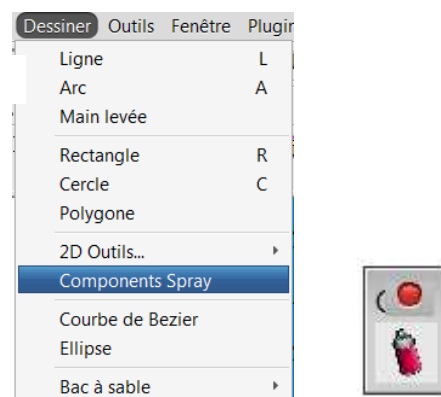 Dessiner Outils Fenêtre Plugin
Ligne L
Arc A
Main levée
Rectangle R
Cercle C
Polygone
2D Outils...
Components Spray
Courbe de Bezier
Ellipse
Bac à sable